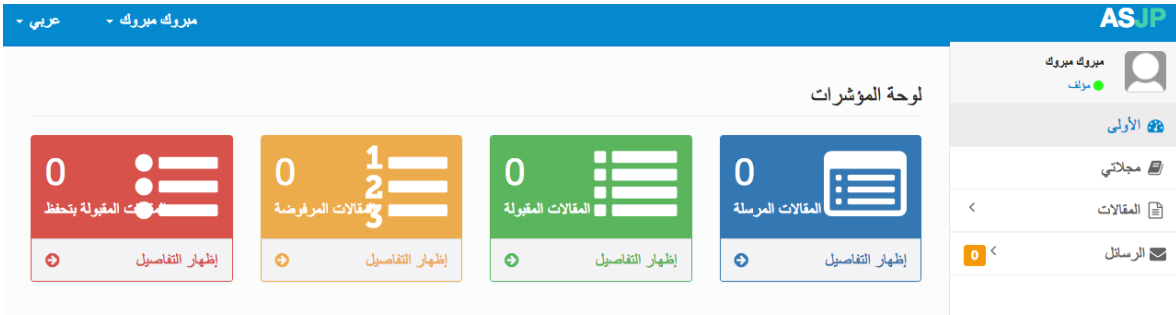 ASJP
مبروك مبروك
عربي
مبروك مبروك
مؤلف
الأولى
مجلاتي
المقالات
الرسائل
0
لوحة المؤشرات
0
المقالات المرسلة
إظهار التفاصيل
0
المقالات المقبولة
إظهار التفاصيل
0
المقالات المرفوضة
إظهار التفاصيل
0
المقالات المقبولة بتحفظ
إظهار التفاصيل